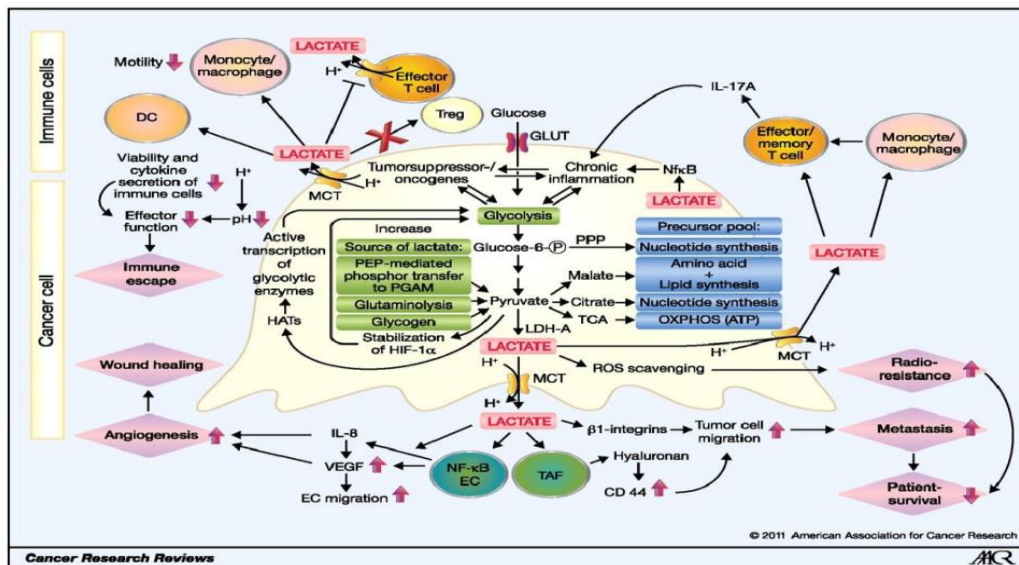 Immune cells
Cancer cell
Motility
Monocyte/
macrophage
LACTATE
H+
Effector
T cell
DC
Treg
LACTATE
MCT
H+
Glucose
GLUT
IL-17A
Effector/
memory
T cell
Monocyte/
macrophage
Viability and
cytokine
secretion of
immune cells
H+
Effector
function
pH
Immune
escape
Tumorsuppressor-/
oncogenes
Chronic
inflammation
NfκB
LACTATE
Glycolysis
Increase
Active
transcription
of
glycolytic
enzymes
HATs
Source of lactate:
PEP-mediated
phosphor transfer
to PGAM
Glutaminolysis
Glycogen
Stabilization
of HIF-1α
Glucose-6-P
PPP
Precursor pool:
Nucleotide synthesis
Malate
Amino acid
+
Lipid synthesis
Pyruvate
Citrate
Nucleotide synthesis
TCA
OXPHOS (ATP)
LDH-A
LACTATE
LACTATE
H+
H+
MCT
H+
MCT
H+
ROS scavenging
Radio-
resistance
Wound healing
Angiogenesis
IL-8
VEGF
EC migration
LACTATE
NF-κB
EC
TAF
β1-integrins
Tumor cell
migration
Hyaluronan
CD 44
Metastasis
Patient-
survival
© 2011 American Association for Cancer Research
Cancer Research Reviews
AACR